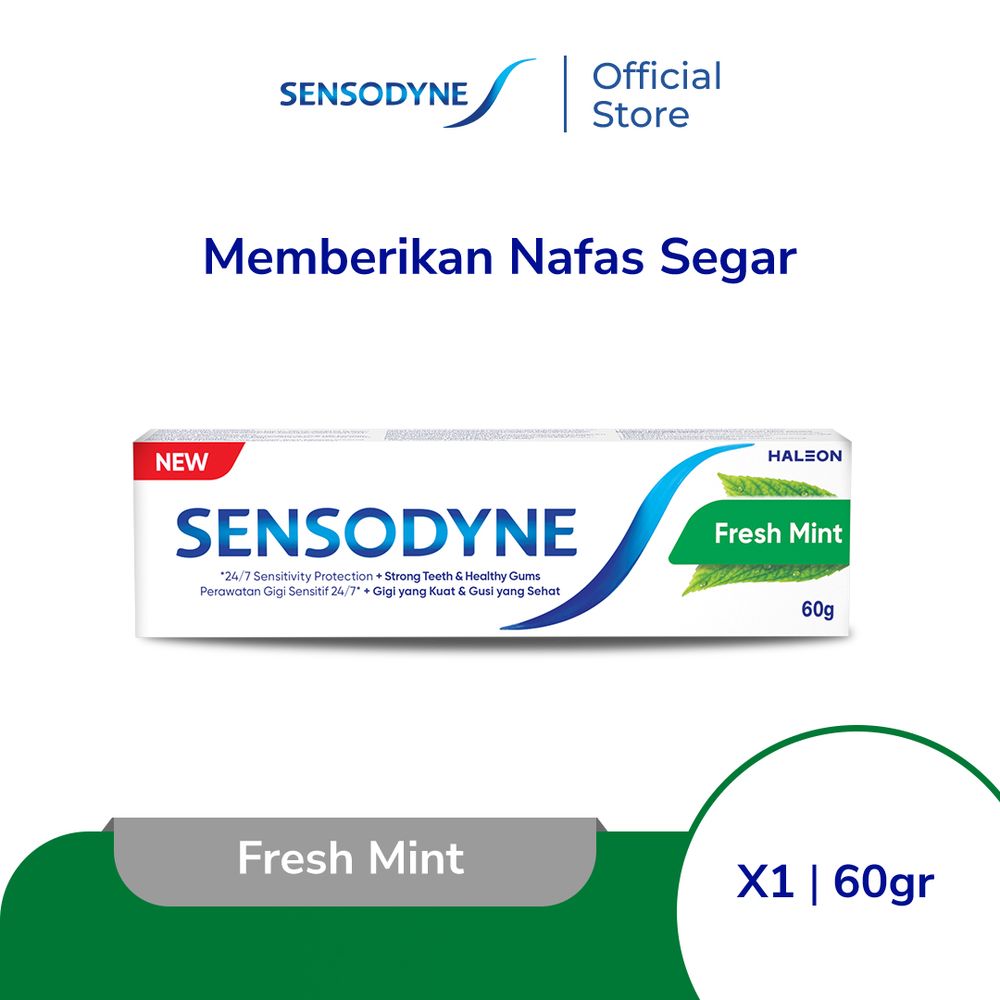 SENSODYNE
Official
Store
Memberikan Nafas Segar
NEW
HALEON
SENSODYNE
Fresh Mint
*24/7 Sensitivity Protection + Strong Teeth & Healthy Gums
Perawatan Gigi Sensitif 24/7* + Gigi yang Kuat & Gusi yang Sehat
60g
Fresh Mint
X1 | 60gr